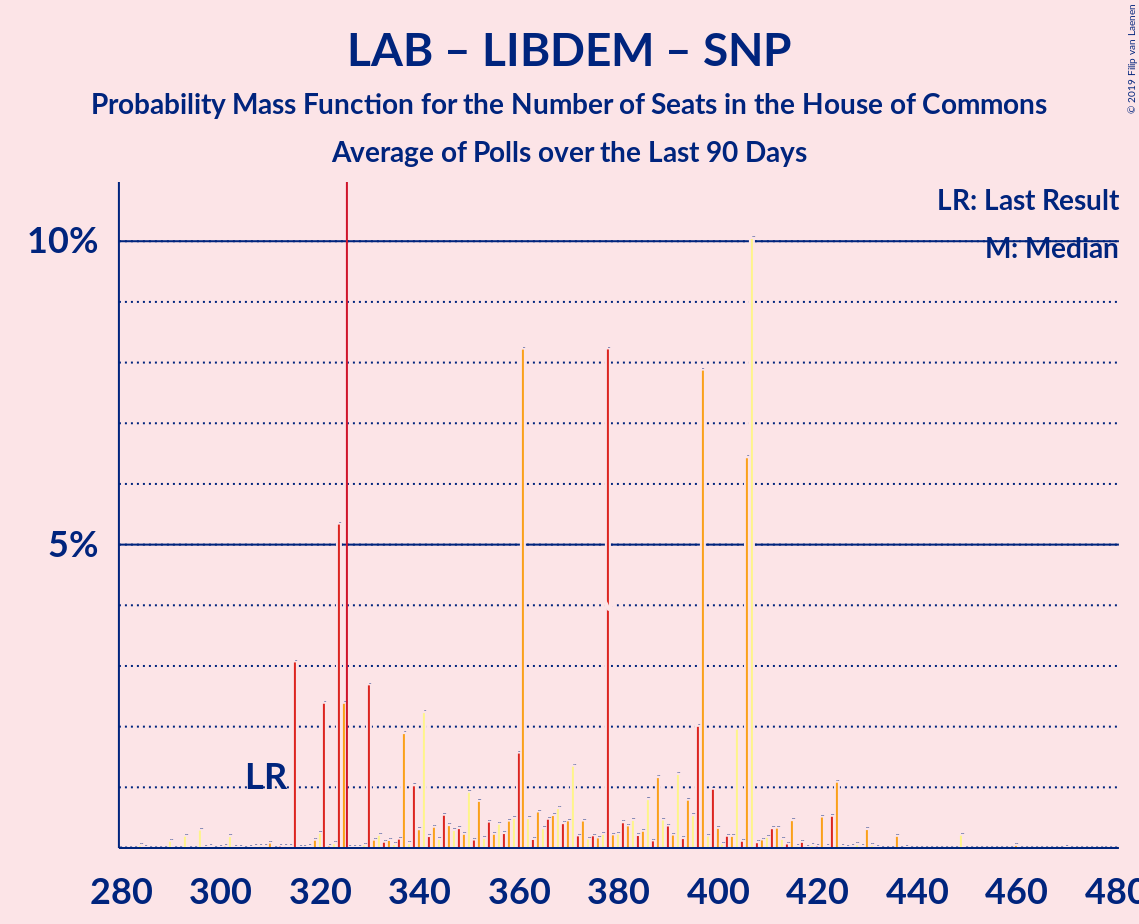 LAB – LIBDEM – SNP
Probability Mass Function for the Number of Seats in the House of Commons
Average of Polls over the Last 90 Days
© 2019 Filip van Laenen
LR: Last Result
M: Median
10%
5%
LR
280 300 320 340 360 380 400 420 440 460 480